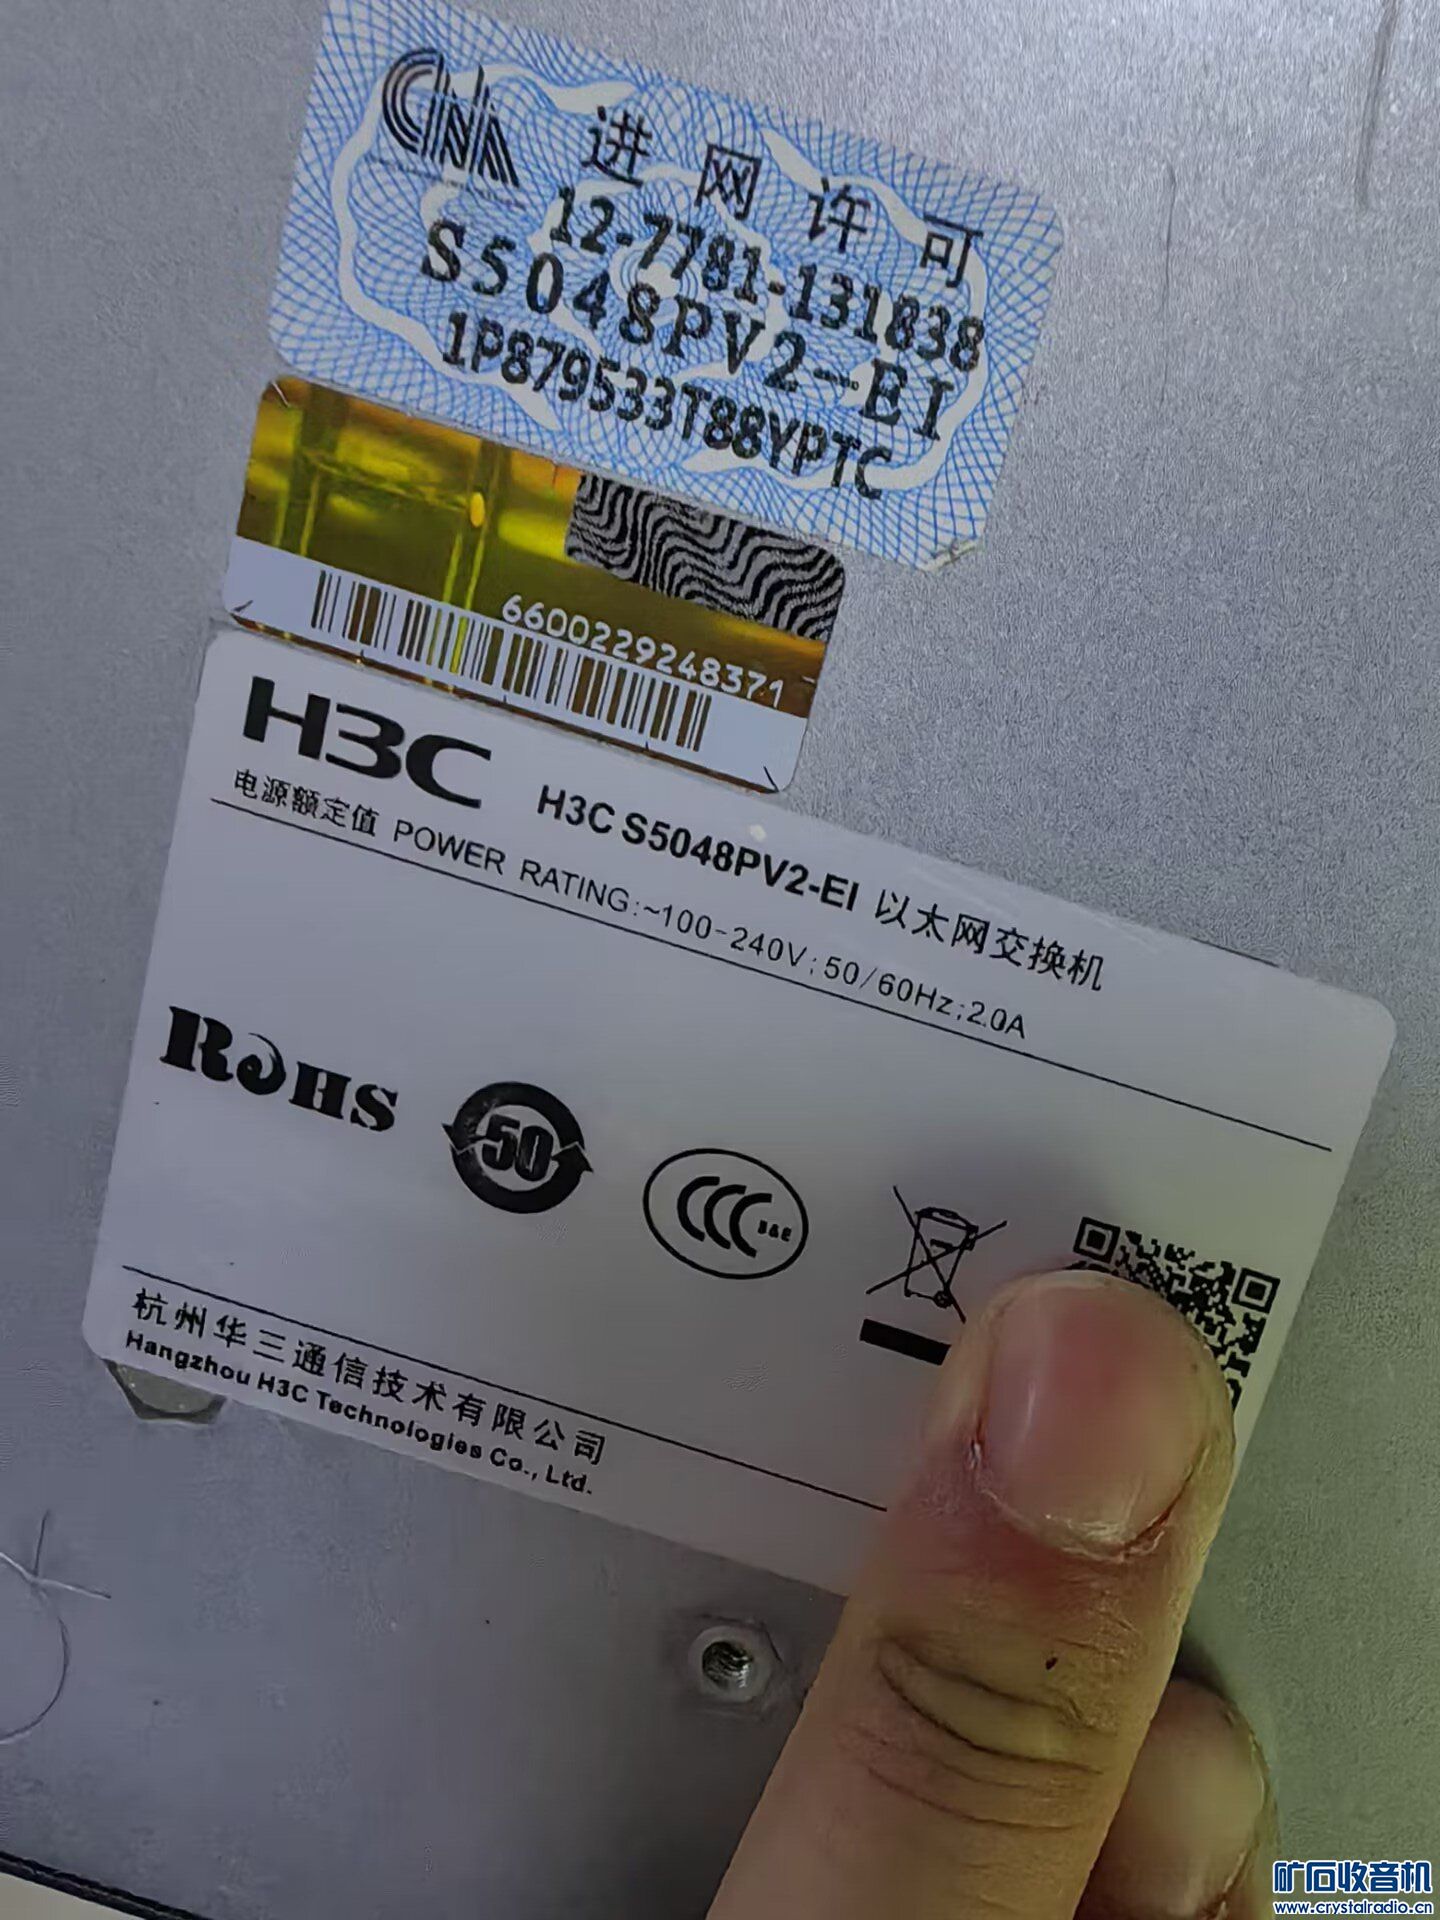 CNA
进网许可
12-7781-131838
S5048PV2-EI
1P879533T88YPTC
6600229248371
H3C
H3C S5048PV2-EI 以太网交换机
电源额定值 POWER RATING:~100-240V;50/60Hz;2.0A
RoHS
50
CCC S&E
杭州华三通信技术有限公司
Hangzhou H3C Technologies Co., Ltd.
矿石收音机
www.crystalradio.cn